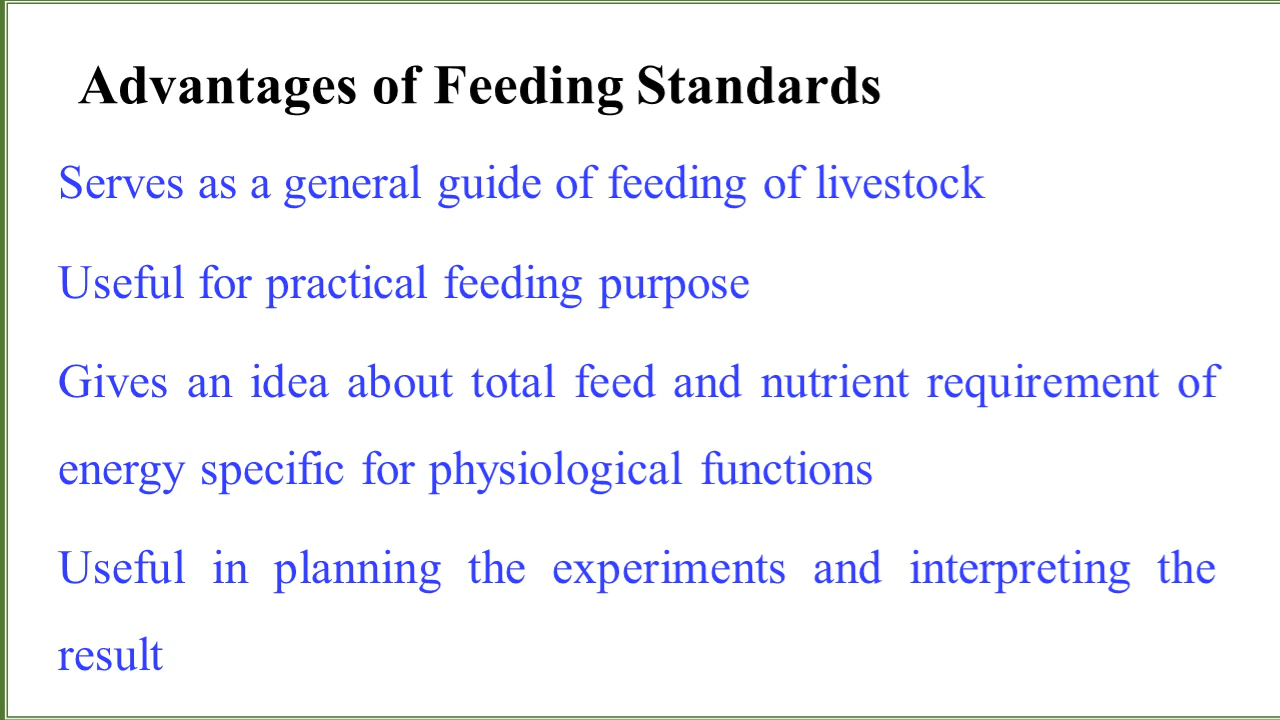 Advantages of Feeding Standards
Serves as a general guide of feeding of livestock
Useful for practical feeding purpose
Gives an idea about total feed and nutrient requirement of
energy specific for physiological functions
Useful in planning the experiments and interpreting the
result